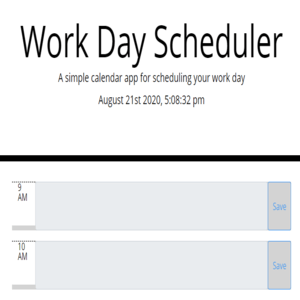 Work Day Scheduler
A simple calendar app for scheduling your work day
August 21st 2020, 5:08:32 pm
9
AM
Save
10
AM
Save